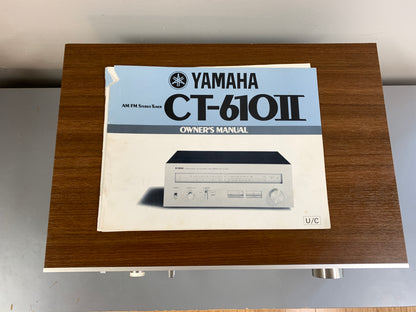 YAMAHA
AM/FM STEREO TUNER
CT-610II
OWNER'S MANUAL
U/C